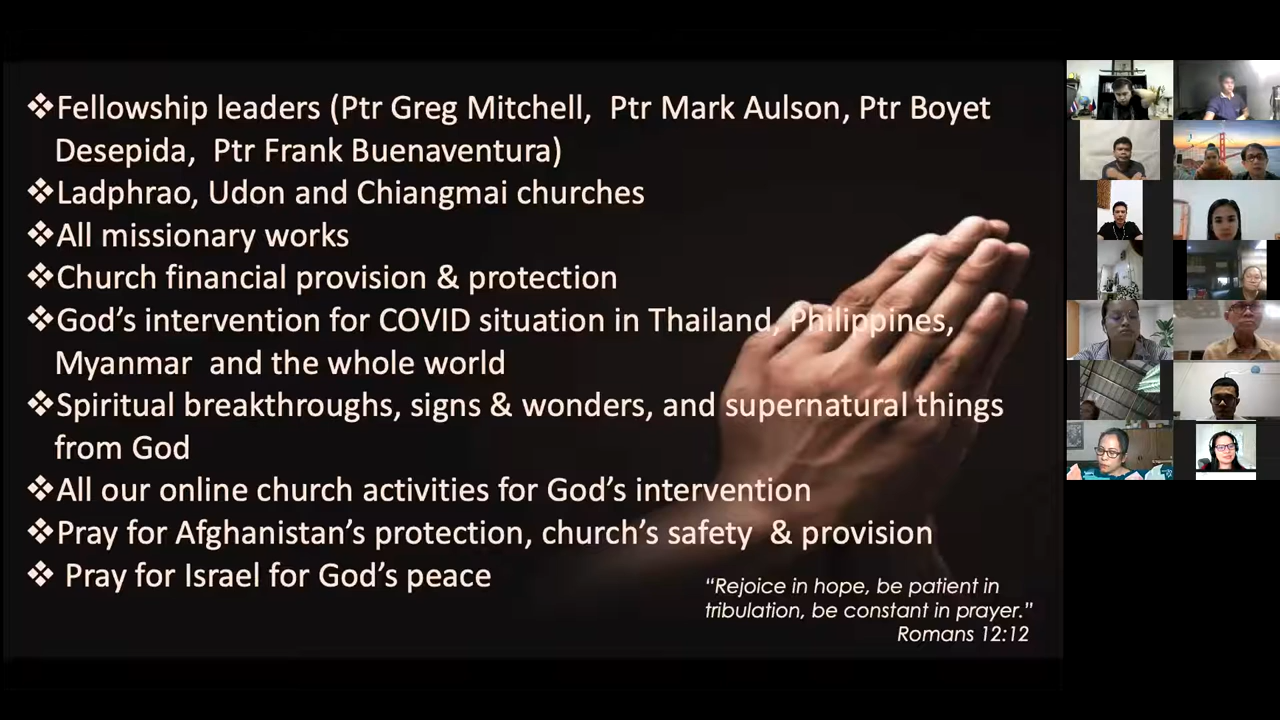 ❖Fellowship leaders (Ptr Greg Mitchell,  Ptr Mark Aulson, Ptr Boyet
Desepida,  Ptr Frank Buenaventura)
❖Ladphrao, Udon and Chiangmai churches
❖All missionary works
❖Church financial provision & protection
❖God’s intervention for COVID situation in Thailand, Philippines,
Myanmar  and the whole world
❖Spiritual breakthroughs, signs & wonders, and supernatural things
from God
❖All our online church activities for God’s intervention
❖Pray for Afghanistan’s protection, church’s safety  & provision
❖ Pray for Israel for God’s peace
“Rejoice in hope, be patient in
tribulation, be constant in prayer.”
Romans 12:12